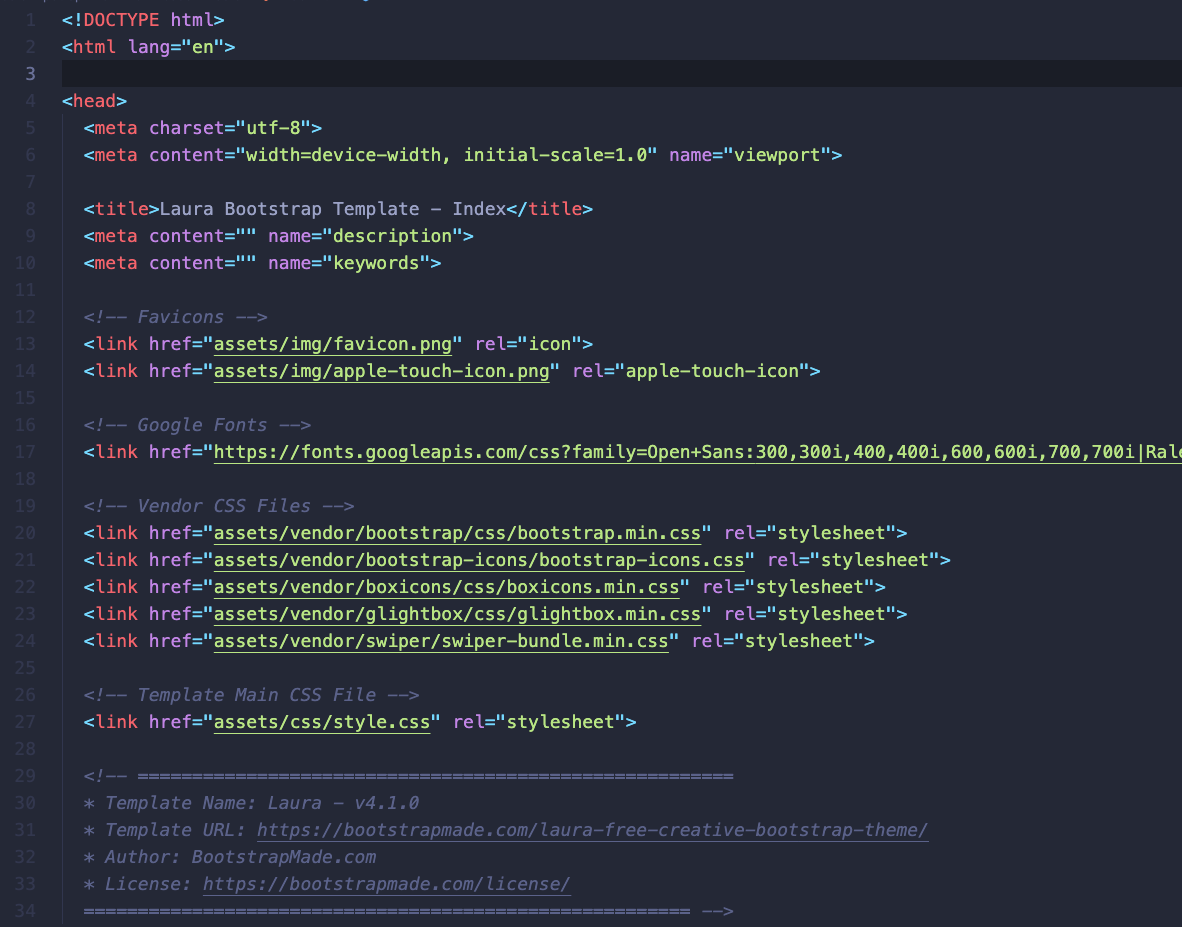 1 <!DOCTYPE html>
2 <html lang="en">
3
4 <head>
5   <meta charset="utf-8">
6   <meta content="width=device-width, initial-scale=1.0" name="viewport">
7
8   <title>Laura Bootstrap Template - Index</title>
9   <meta content="" name="description">
10   <meta content="" name="keywords">
11
12   <!-- Favicons -->
13   <link href="assets/img/favicon.png" rel="icon">
14   <link href="assets/img/apple-touch-icon.png" rel="apple-touch-icon">
15
16   <!-- Google Fonts -->
17   <link href="https://fonts.googleapis.com/css?family=Open+Sans:300,300i,400,400i,600,600i,700,700i|Rale
18
19   <!-- Vendor CSS Files -->
20   <link href="assets/vendor/bootstrap/css/bootstrap.min.css" rel="stylesheet">
21   <link href="assets/vendor/bootstrap-icons/bootstrap-icons.css" rel="stylesheet">
22   <link href="assets/vendor/boxicons/css/boxicons.min.css" rel="stylesheet">
23   <link href="assets/vendor/glightbox/css/glightbox.min.css" rel="stylesheet">
24   <link href="assets/vendor/swiper/swiper-bundle.min.css" rel="stylesheet">
25
26   <!-- Template Main CSS File -->
27   <link href="assets/css/style.css" rel="stylesheet">
28
29   <!-- =======================================================
30   * Template Name: Laura - v4.1.0
31   * Template URL: https://bootstrapmade.com/laura-free-creative-bootstrap-theme/
32   * Author: BootstrapMade.com
33   * License: https://bootstrapmade.com/license/
34   ======================================================== -->